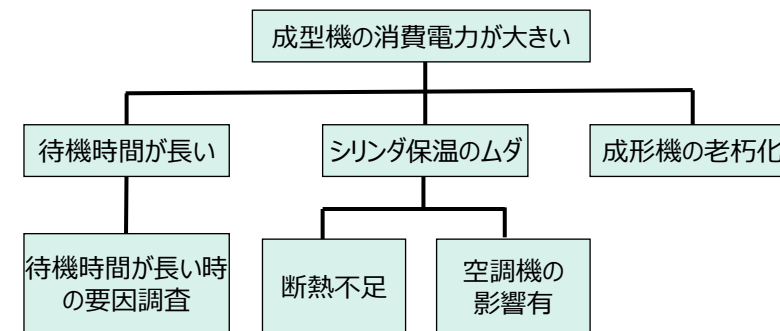 成型機の消費電力が大きい
待機時間が長い
シリンダ保温のムダ
成形機の老朽化
待機時間が長い時
の要因調査
断熱不足
空調機の
影響有